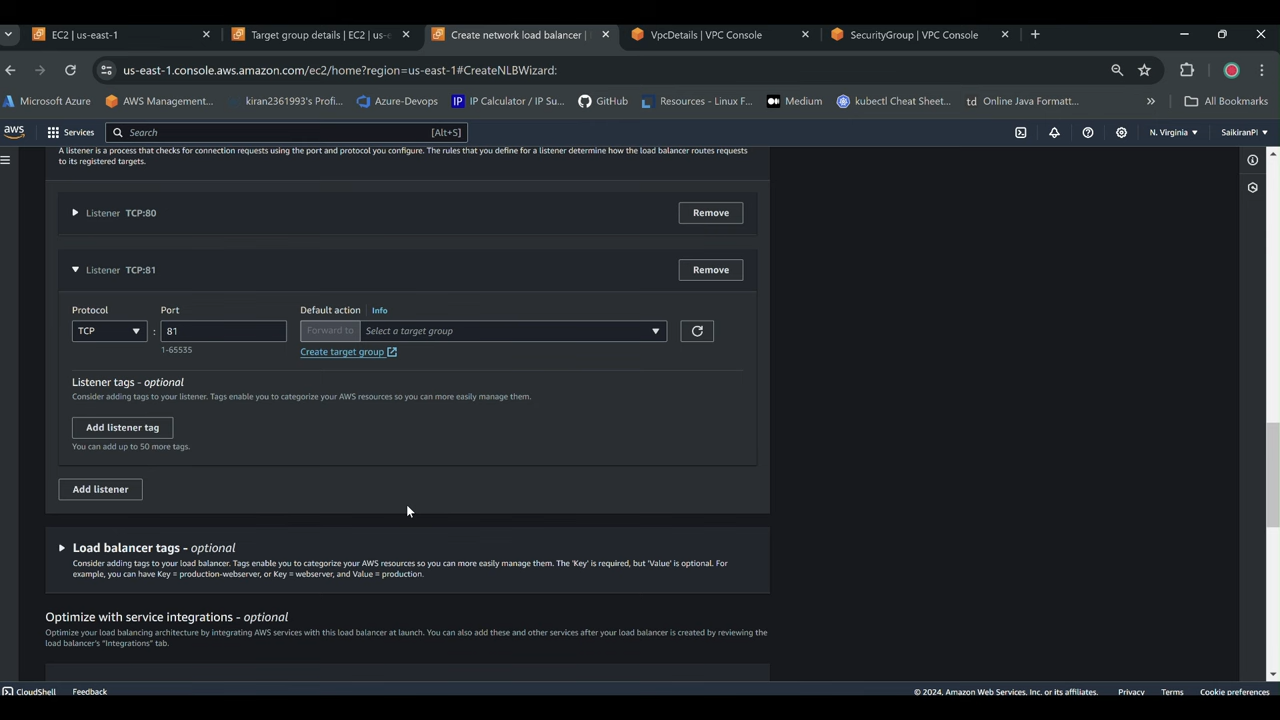 EC2 | us-east-1
Target group details | EC2 | us-e
Create network load balancer |
VpcDetails | VPC Console
SecurityGroup | VPC Console
us-east-1.console.aws.amazon.com/ec2/home?region=us-east-1#CreateNLBWizard:
Microsoft Azure
AWS Management...
kiran2361993's Profi...
Azure-Devops
IP IP Calculator / IP Su...
GitHub
Resources - Linux F...
Medium
kubectl Cheat Sheet...
td Online Java Formatt...
»
All Bookmarks
aws
Services
Search
[Alt+S]
N. Virginia
SaikiranPI
A listener is a process that checks for connection requests using the port and protocol you configure. The rules that you define for a listener determine how the load balancer routes requests
to its registered targets.
Listener TCP:80
Remove
Listener TCP:81
Remove
Protocol
Port
Default action | Info
TCP
:
81
Forward to
Select a target group
1-65535
Create target group
Listener tags - optional
Consider adding tags to your listener. Tags enable you to categorize your AWS resources so you can more easily manage them.
Add listener tag
You can add up to 50 more tags.
Add listener
Load balancer tags - optional
Consider adding tags to your load balancer. Tags enable you to categorize your AWS resources so you can more easily manage them. The 'Key' is required, but 'Value' is optional. For
example, you can have Key = production-webserver, or Key = webserver, and Value = production.
Optimize with service integrations - optional
Optimize your load balancing architecture by integrating AWS services with this load balancer at launch. You can also add these and other services after your load balancer is created by reviewing the
load balancer's "Integrations" tab.
CloudShell
Feedback
© 2024, Amazon Web Services, Inc. or its affiliates.
Privacy
Terms
Cookie preferences